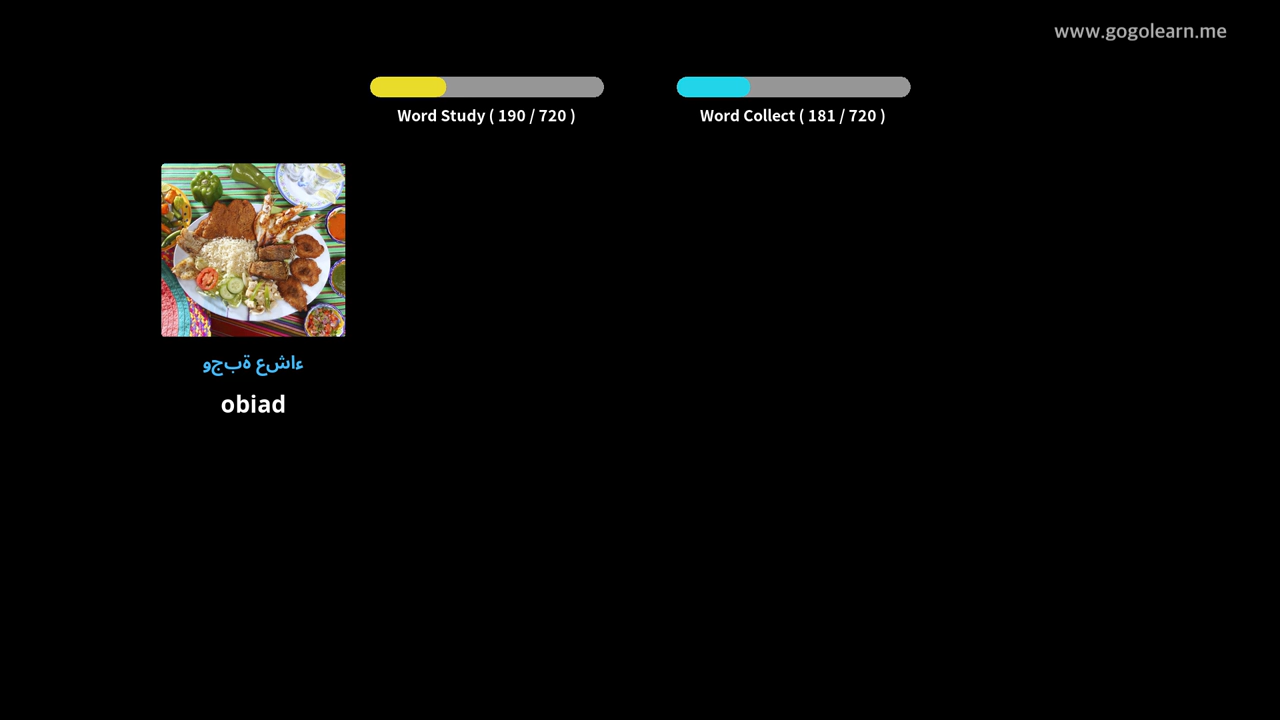 www.gogolearn.me
Word Study ( 190 / 720 )
Word Collect ( 181 / 720 )
ءاشع ةبجو
obiad